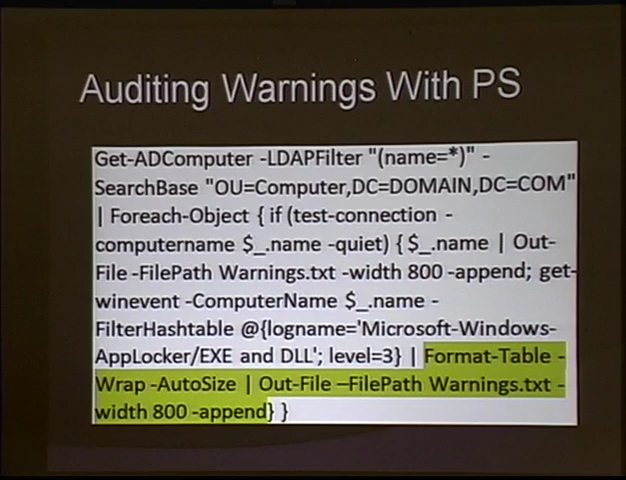 Auditing Warnings With PS
Get-ADComputer -LDAPFilter "(name=*)" -
SearchBase "OU=Computer,DC=DOMAIN,DC=COM"
| Foreach-Object { if (test-connection -
computername $_.name -quiet) { $_.name | Out-
File -FilePath Warnings.txt -width 800 -append; get-
winevent -ComputerName $_.name -
FilterHashtable @{logname='Microsoft-Windows-
AppLocker/EXE and DLL'; level=3} | Format-Table -
Wrap -AutoSize | Out-File –FilePath Warnings.txt -
width 800 -append} }